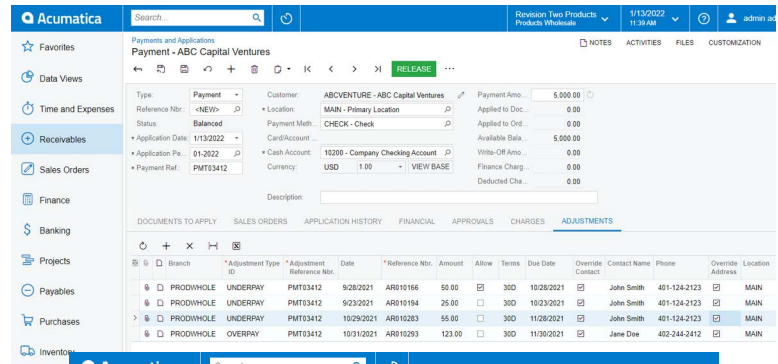 Acumatica
Search...
Revision Two Products
Products Wholesale
1/13/2022
11:39 AM
admin ad
Favorites
Data Views
Time and Expenses
Receivables
Sales Orders
Finance
Banking
Projects
Payables
Purchases
Inventory
Payments and Applications
Payment - ABC Capital Ventures
NOTES ACTIVITIES FILES CUSTOMIZATION
RELEASE
Type: Payment Customer: ABCVENTURE - ABC Capital Ventures Payment Amo... 5,000.00
Reference Nbr.: <NEW> * Location: MAIN - Primary Location Applied to Doc... 0.00
Status: Balanced Payment Meth... CHECK - Check Applied to Ord... 0.00
* Application Date: 1/13/2022 Card/Account ... Available Bala... 5,000.00
* Application Pe... 01-2022 * Cash Account: 10200 - Company Checking Account Write-Off Amo... 0.00
* Payment Ref.: PMT03412 Currency: USD 1.00 VIEW BASE Finance Charg... 0.00
Deducted Cha... 0.00
Description:
DOCUMENTS TO APPLY SALES ORDERS APPLICATION HISTORY FINANCIAL APPROVALS CHARGES ADJUSTMENTS
Branch * Adjustment Type ID * Adjustment Reference Nbr. Date * Reference Nbr. Amount Allow Terms Due Date Override Contact Contact Name Phone Override Address Location
PRODWHOLE UNDERPAY PMT03412 9/28/2021 AR010166 50.00 30D 10/28/2021 John Smith 401-124-2123 MAIN
PRODWHOLE UNDERPAY PMT03412 9/23/2021 AR010194 25.00 30D 10/23/2021 John Smith 401-124-2123 MAIN
PRODWHOLE UNDERPAY PMT03412 10/29/2021 AR010283 55.00 30D 11/28/2021 John Smith 401-124-2123 MAIN
PRODWHOLE OVERPAY PMT03412 10/31/2021 AR010293 123.00 30D 11/30/2021 Jane Doe 402-244-2412 MAIN